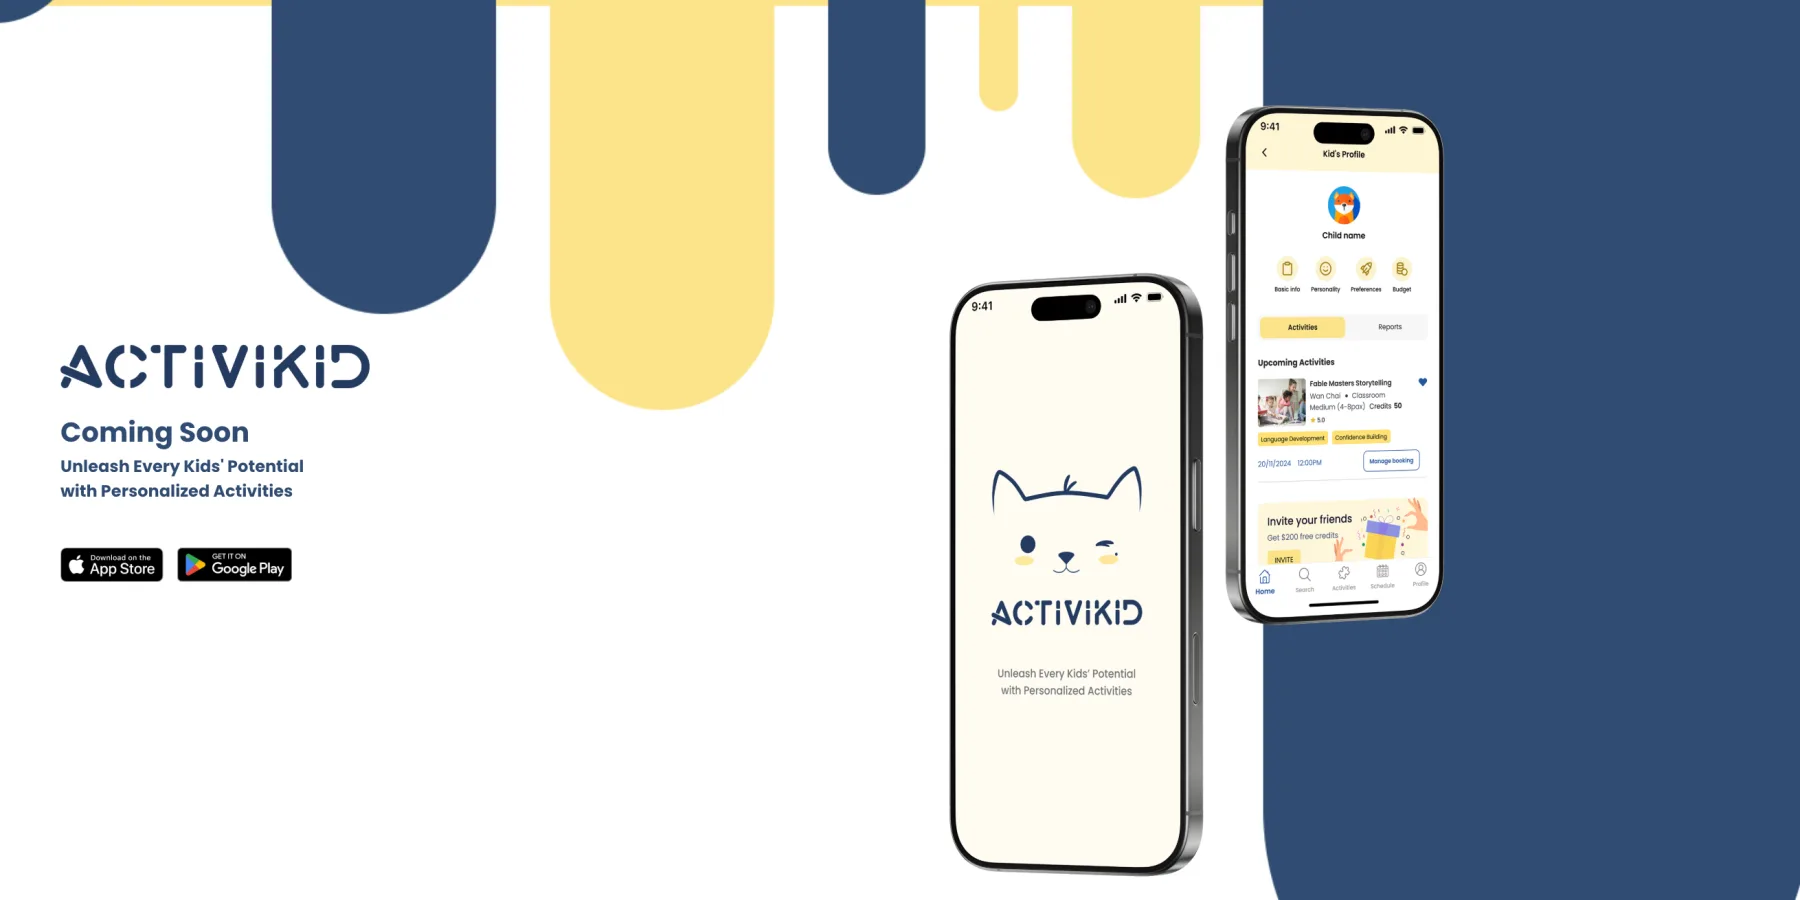 ACTIVIKID
Coming Soon
Unleash Every Kids' Potential
with Personalized Activities
Download on the
App Store
GET IT ON
Google Play
9:41
ACTIVIKID
Unleash Every Kids' Potential
with Personalized Activities
9:41
Kid's Profile
Child name
Basic info Personality Preferences Budget
Activities Reports
Upcoming Activities
Fable Masters Storytelling
Wan Chai • Classroom
Medium (4-8pax) Credits 50
5.0
Language Development Confidence Building
20/11/2024 12:00PM Manage booking
Invite your friends
Get $200 free credits
INVITE
Home Search Activities Schedule Profile